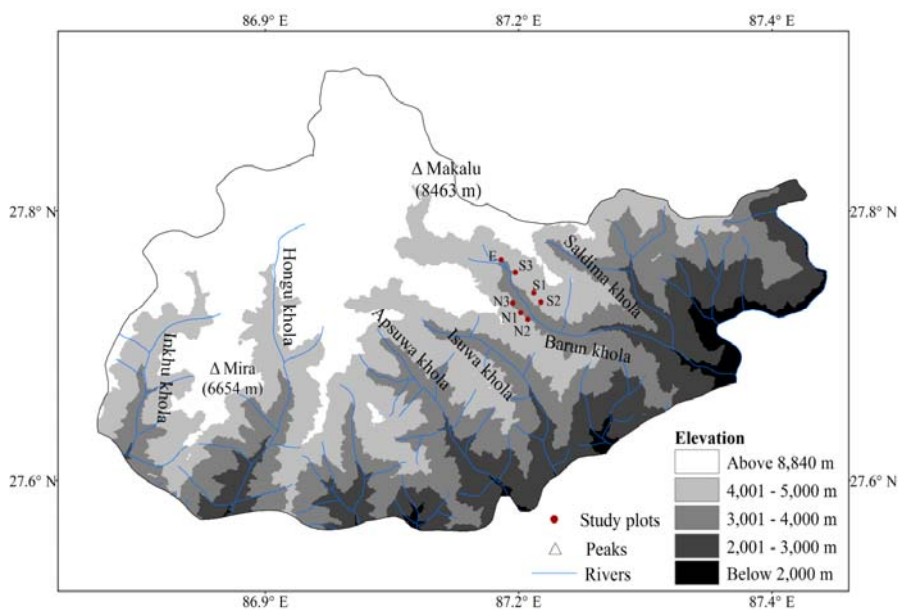 86.9° E 87.2° E 87.4° E
Δ Makalu
(8463 m)
27.8° N 27.8° N
Saldima khola
Hongu khola
E
S3
S1
S2
N3
N1
N2
Barun khola
Isuwa khola
Apsuwa khola
Inkhu khola
Δ Mira
(6654 m)
Elevation
Above 8,840 m
4,001 - 5,000 m
3,001 - 4,000 m
2,001 - 3,000 m
Below 2,000 m
Study plots
Peaks
Rivers
27.6° N 27.6° N
86.9° E 87.2° E 87.4° E